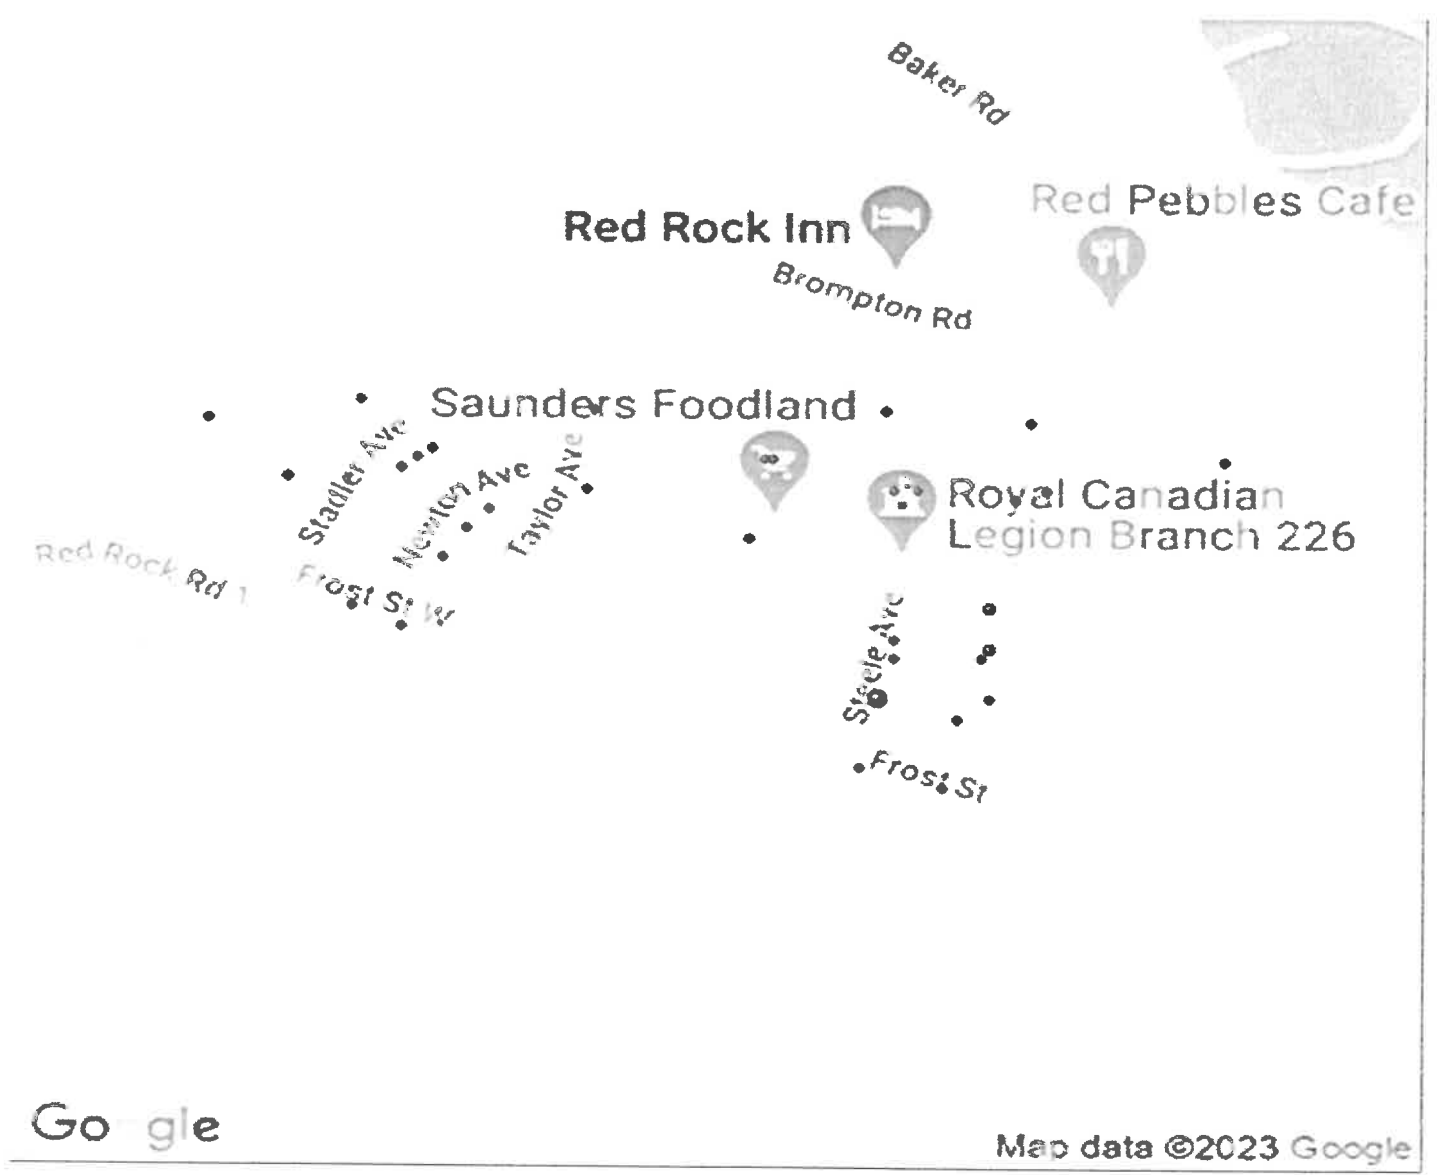 Baker Rd
Red Pebbles Cafe
Red Rock Inn
Brompton Rd
Saunders Foodland
Stadler Ave
Newton Ave
Taylor Ave
Royal Canadian
Legion Branch 226
Red Rock Rd 1
Frost St W
Steele Ave
Frost St
Google
Map data ©2023 Google